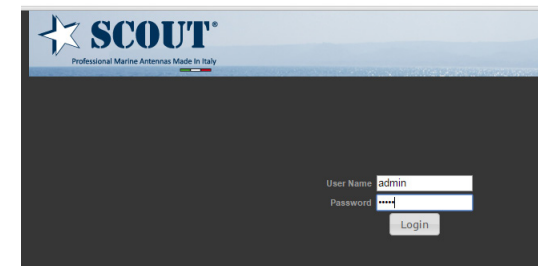 SCOUT®
Professional Marine Antennas Made In Italy
User Name admin
Password •••••
Login